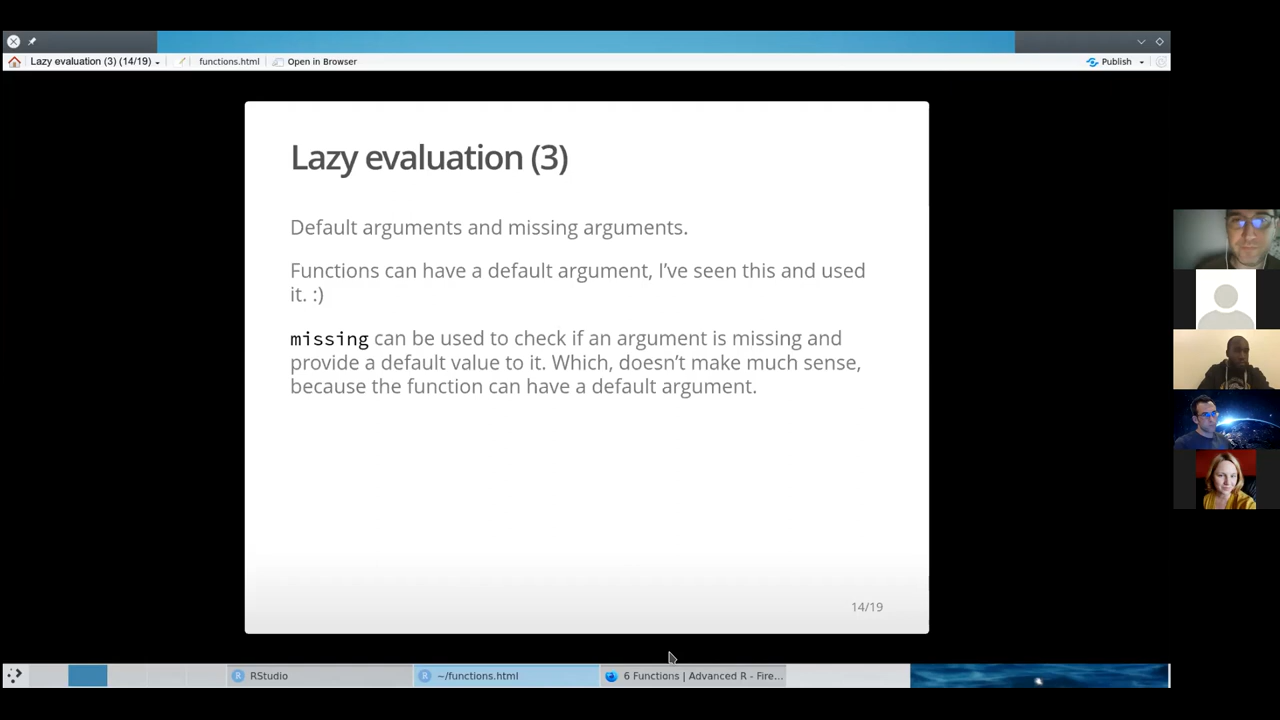 Lazy evaluation (3) (14/19)
functions.html
Open in Browser
Publish
Lazy evaluation (3)
Default arguments and missing arguments.
Functions can have a default argument, I've seen this and used
it. :)
missing can be used to check if an argument is missing and
provide a default value to it. Which, doesn't make much sense,
because the function can have a default argument.
14/19
RStudio
~/functions.html
6 Functions | Advanced R - Fire...